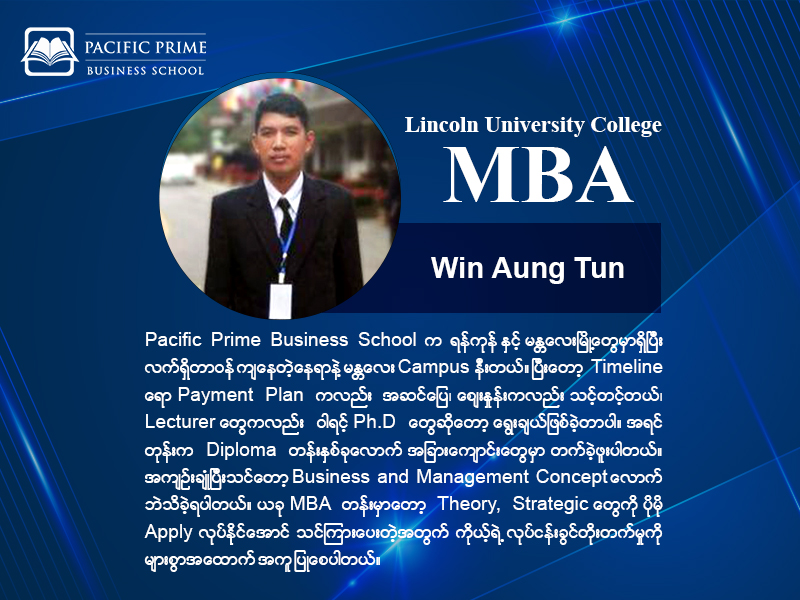 PACIFIC PRIME
BUSINESS SCHOOL
Lincoln University College
MBA
Win Aung Tun
Pacific Prime Business School က ရန်ကုန် နှင့် မန္တလေးမြို့တွေမှာရှိပြီး
လက်ရှိတာဝန် ကျနေတဲ့နေရာနဲ့ မန္တလေး Campus နီးတယ်။ ပြီးတော့ Timeline
ရော Payment Plan ကလည်း အဆင်ပြေ၊ ဈေးနှုန်းကလည်း သင့်တင့်တယ်၊
Lecturer တွေကလည်း ဝါရင့် Ph.D တွေဆိုတော့ ရွေးချယ်ဖြစ်ခဲ့တာပါ။ အရင်
တုန်းက Diploma တန်းနှစ်ခုလောက် အခြားကျောင်းတွေမှာ တက်ခဲ့ဖူးပါတယ်။
အကျဉ်းချုံပြီးသင်တော့ Business and Management Concept လောက်
ဘဲသိခဲ့ရပါတယ်။ ယခု MBA တန်းမှာတော့ Theory, Strategic တွေကို ပိုမို
Apply လုပ်နိုင်အောင် သင်ကြားပေးတဲ့အတွက် ကိုယ့်ရဲ့ လုပ်ငန်းခွင်တိုးတက်မှုကို
များစွာအထောက် အကူပြုစေပါတယ်။